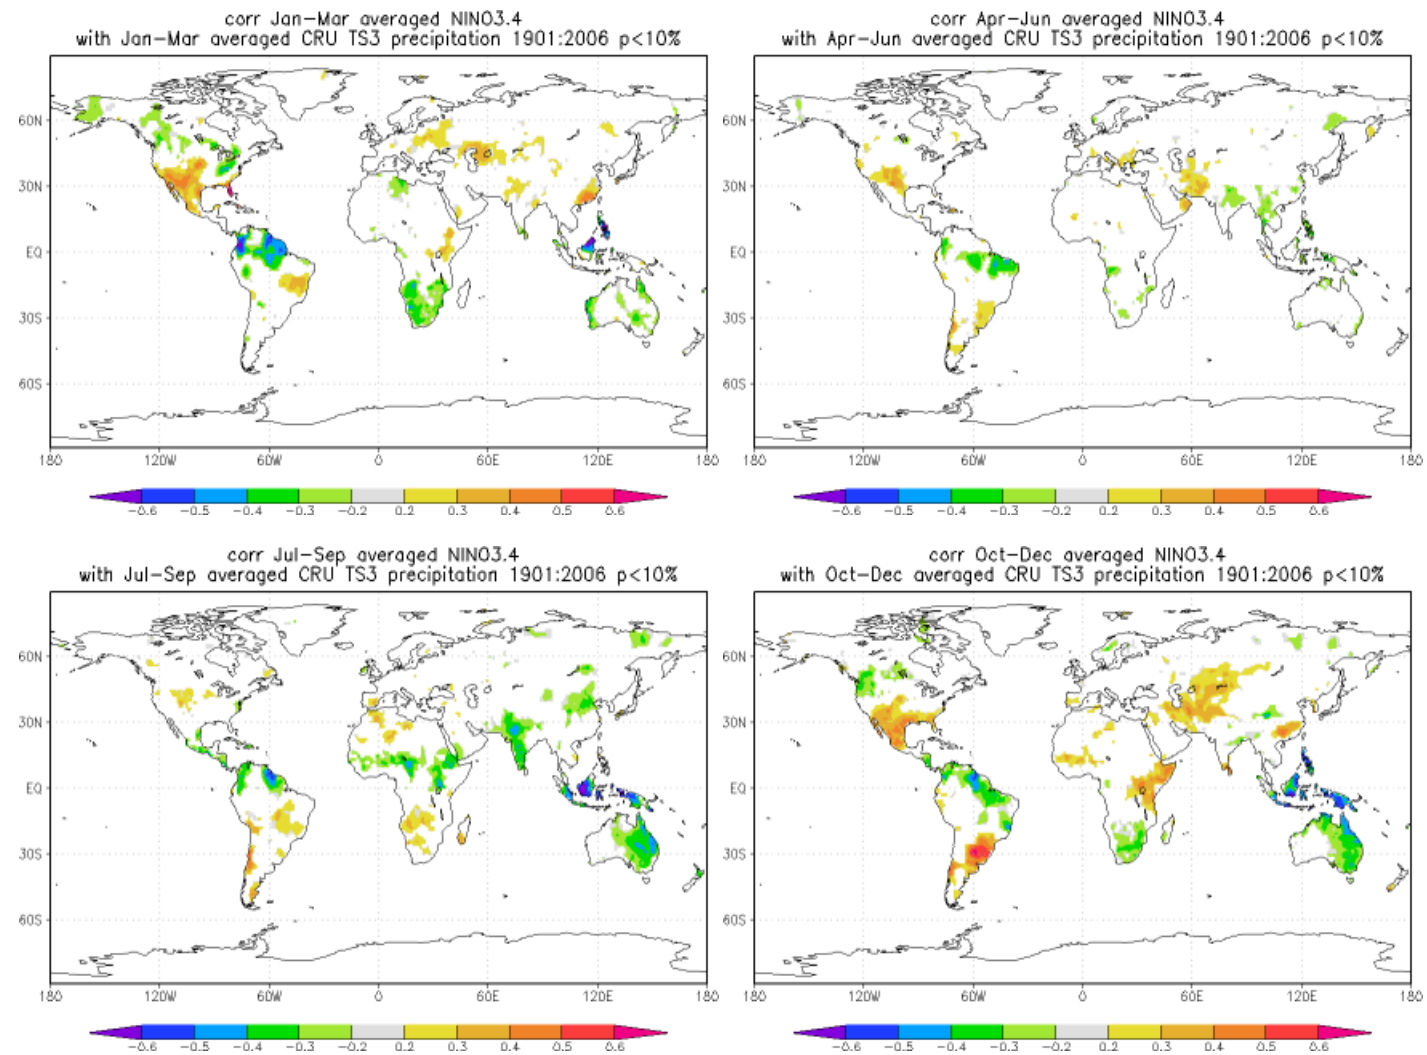 corr Jan-Mar averaged NINO3.4
with Jan-Mar averaged CRU TS3 precipitation 1901:2006 p<10%
60N
30N
EQ
30S
60S
180 120W 60W 0 60E 120E 180
-0.6 -0.5 -0.4 -0.3 -0.2 0.2 0.3 0.4 0.5 0.6
corr Apr-Jun averaged NINO3.4
with Apr-Jun averaged CRU TS3 precipitation 1901:2006 p<10%
60N
30N
EQ
30S
60S
180 120W 60W 0 60E 120E 180
-0.6 -0.5 -0.4 -0.3 -0.2 0.2 0.3 0.4 0.5 0.6
corr Jul-Sep averaged NINO3.4
with Jul-Sep averaged CRU TS3 precipitation 1901:2006 p<10%
60N
30N
EQ
30S
60S
180 120W 60W 0 60E 120E 180
-0.6 -0.5 -0.4 -0.3 -0.2 0.2 0.3 0.4 0.5 0.6
corr Oct-Dec averaged NINO3.4
with Oct-Dec averaged CRU TS3 precipitation 1901:2006 p<10%
60N
30N
EQ
30S
60S
180 120W 60W 0 60E 120E 180
-0.6 -0.5 -0.4 -0.3 -0.2 0.2 0.3 0.4 0.5 0.6